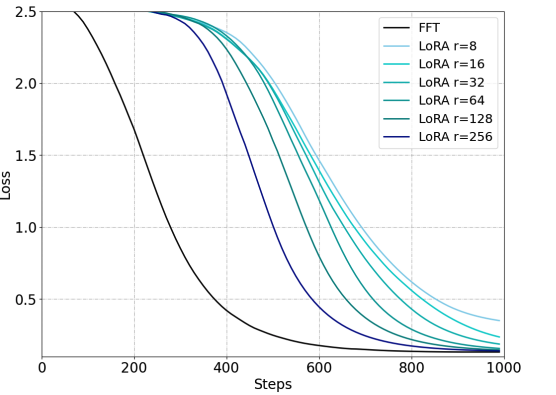 2.5
2.0
1.5
1.0
0.5
Loss
0
200
400
600
800
1000
Steps
FFT
LoRA r=8
LoRA r=16
LoRA r=32
LoRA r=64
LoRA r=128
LoRA r=256